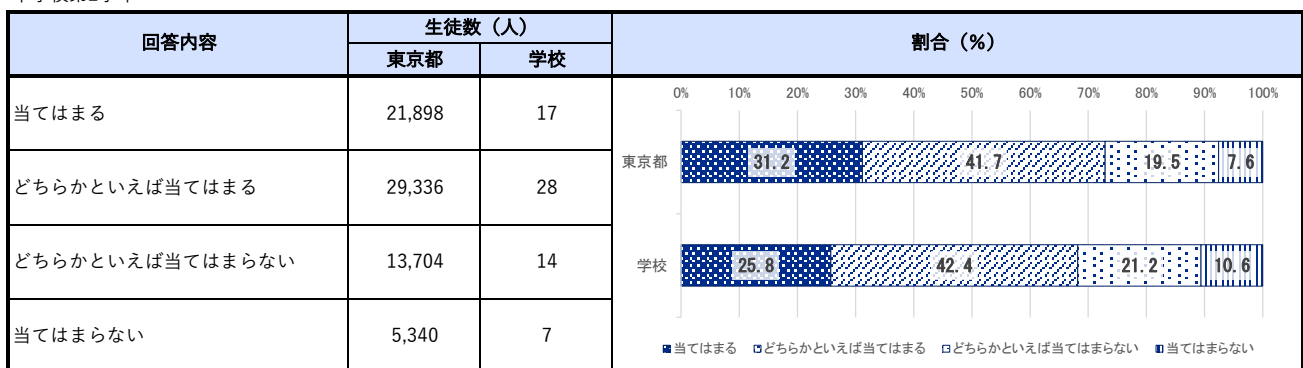 回答内容 生徒数（人） 割合（%）
東京都 学校
当てはまる 21,898 17
どちらかといえば当てはまる 29,336 28
どちらかといえば当てはまらない 13,704 14
当てはまらない 5,340 7
0% 10% 20% 30% 40% 50% 60% 70% 80% 90% 100%
東京都 31.2 41.7 19.5 7.6
学校 25.8 42.4 21.2 10.6
当てはまる どちらかといえば当てはまる どちらかといえば当てはまらない 当てはまらない